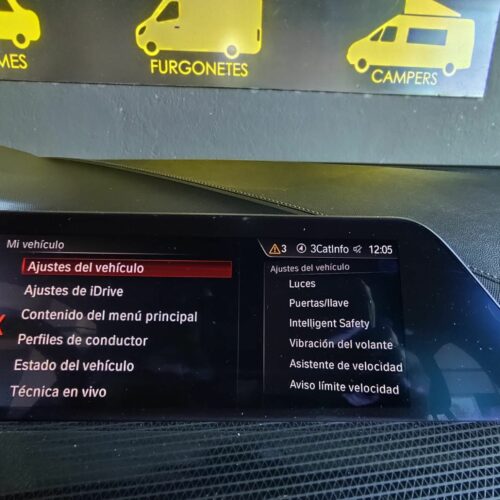 FURGONETES
CAMPERS
Mi vehículo
Ajustes del vehículo
Ajustes de iDrive
Contenido del menú principal
Perfiles de conductor
Estado del vehículo
Técnica en vivo
3 3CatInfo 12:05
Ajustes del vehículo
Luces
Puertas/llave
Intelligent Safety
Vibración del volante
Asistente de velocidad
Aviso límite velocidad